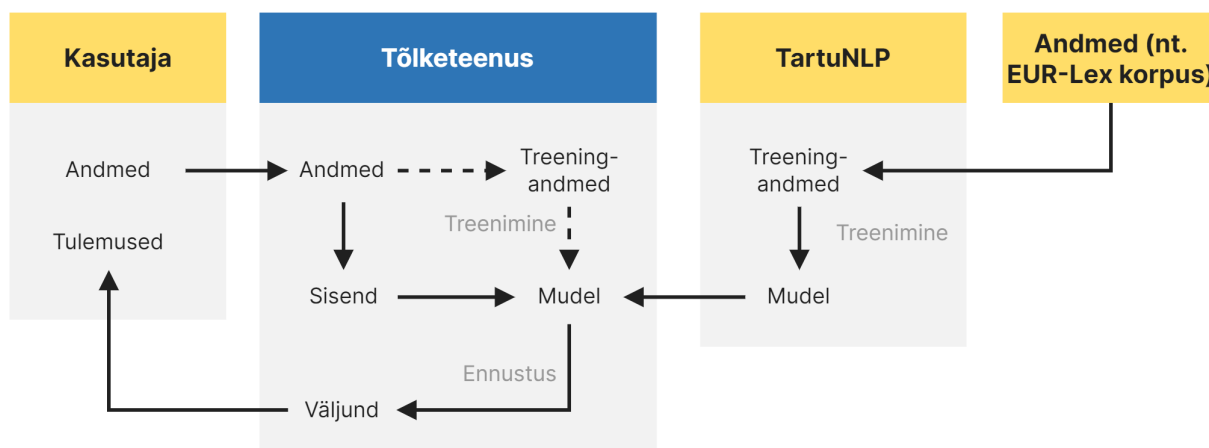 Kasutaja
Tõlketeenus
TartuNLP
Andmed (nt.
EUR-Lex korpus)
Andmed
Tulemused
Andmed
Treening-
andmed
Treenimine
Sisend
Mudel
Ennustus
Väljund
Treening-
andmed
Treenimine
Mudel